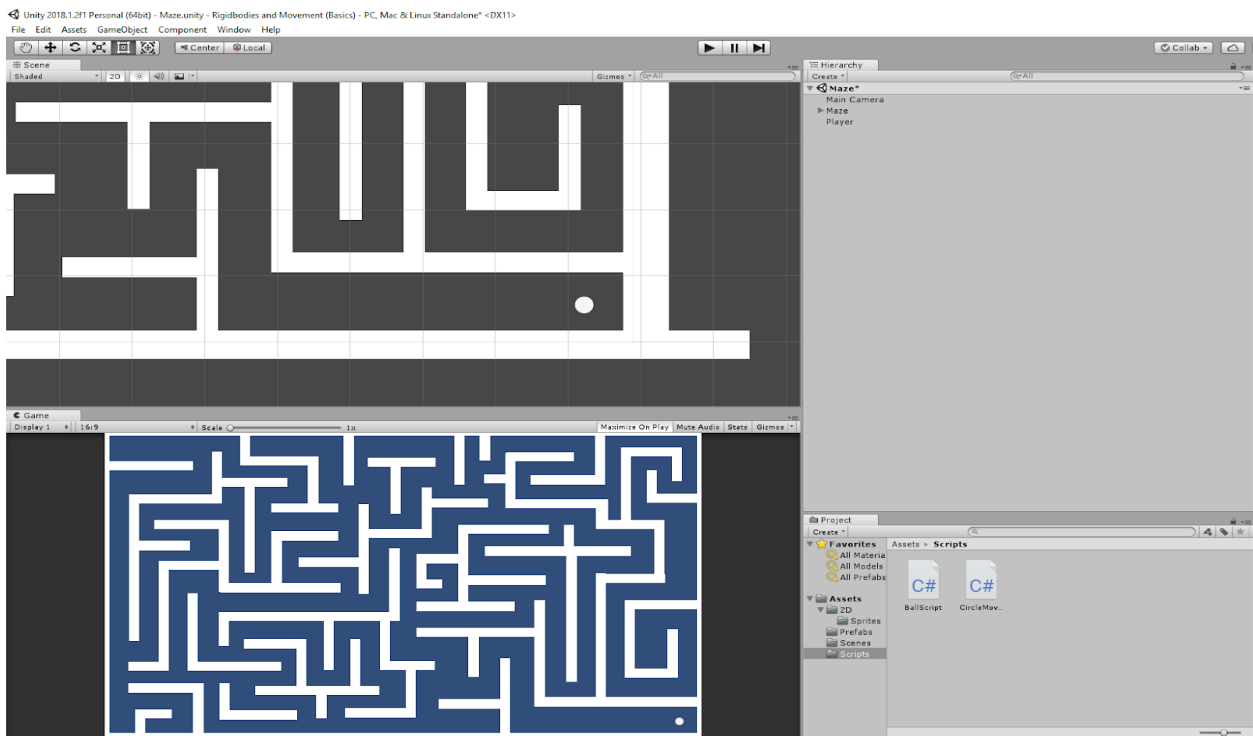 Unity 2018.1.2f1 Personal (64bit) - Maze.unity - Rigidbodies and Movement (Basics) - PC, Mac & Linux Standalone* <DX11>
File Edit Assets GameObject Component Window Help
Center Local Collab
Scene
Shaded 2D Gizmos All
Hierarchy
Create All
Maze*
Main Camera
Maze
Player
Game
Display 1 16:9 Scale 1x Maximize On Play Mute Audio Stats Gizmos
Project
Create
Favorites
All Materia
All Models
All Prefabs
Assets
2D
Sprites
Prefabs
Scenes
Scripts
Assets Scripts
C# C#
BallScript CircleMov...